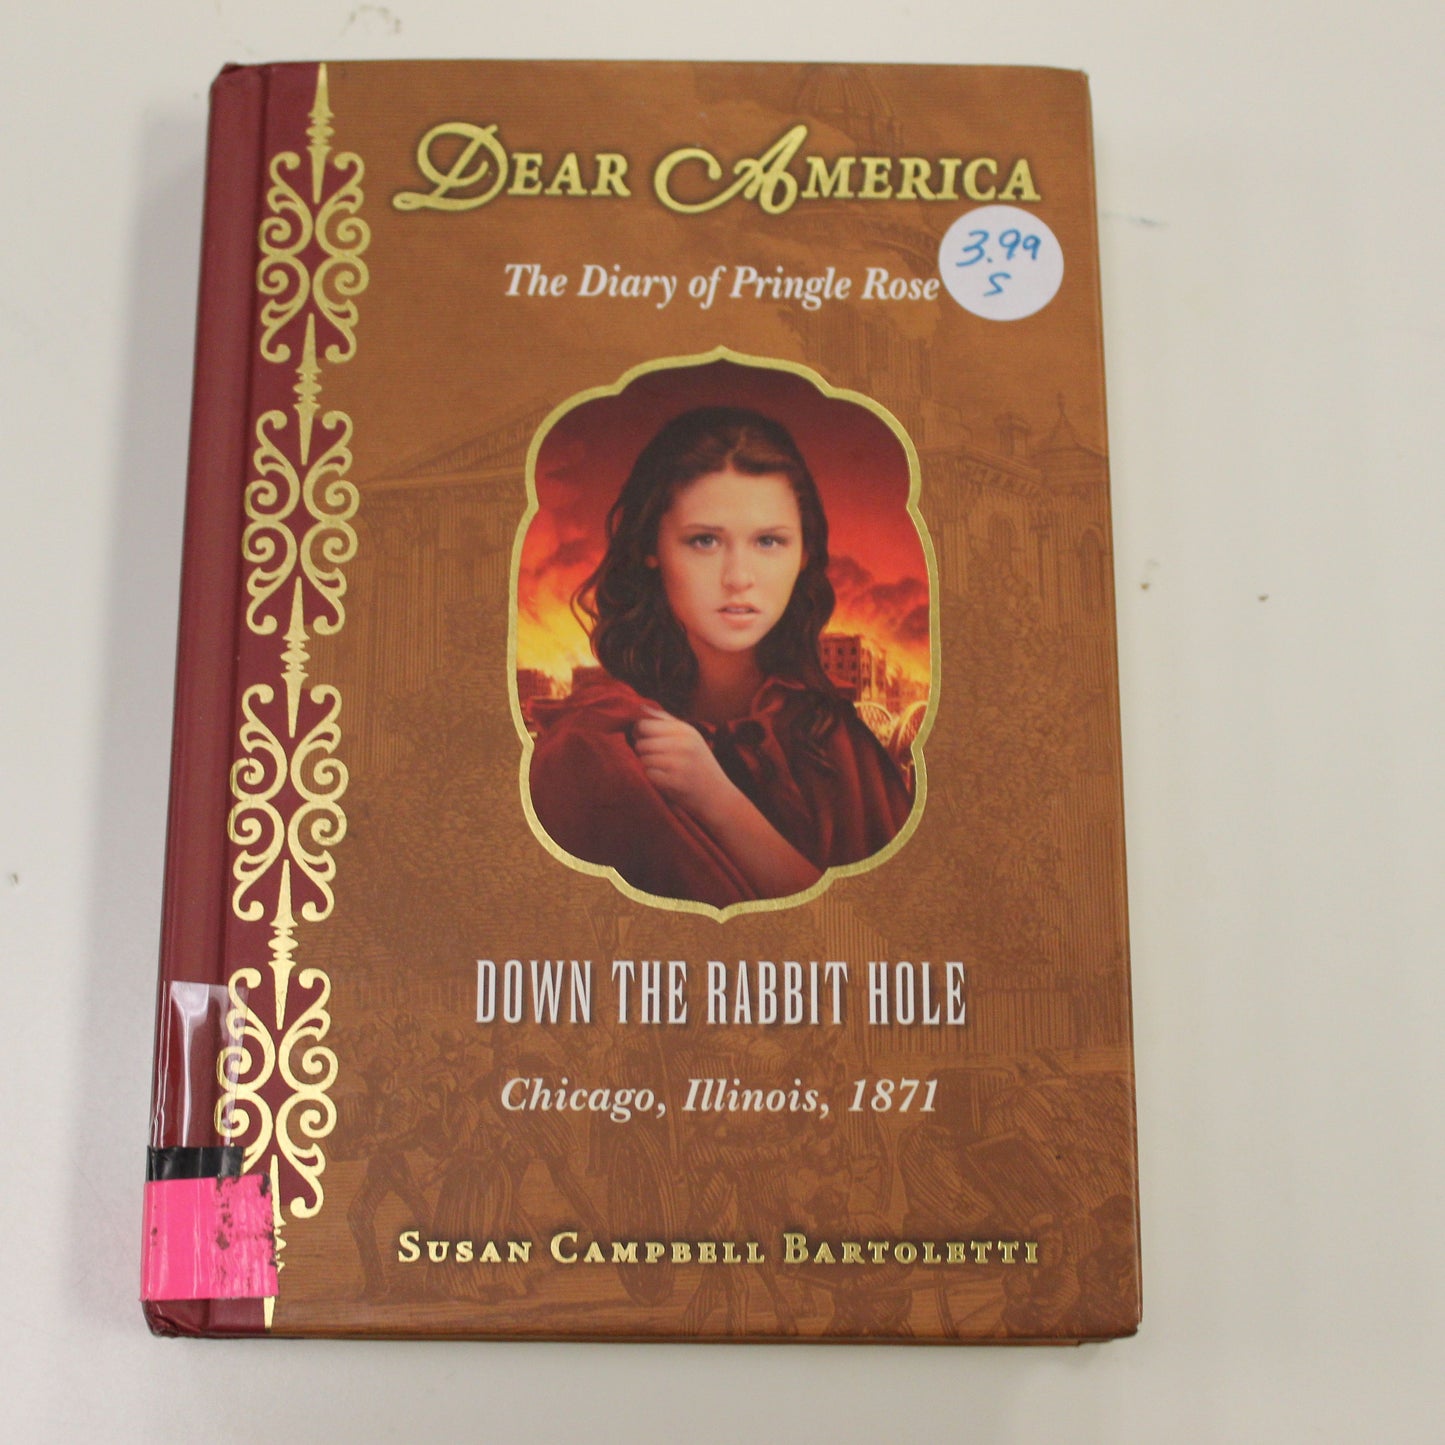 DEAR AMERICA
3.99
S
The Diary of Pringle Rose
DOWN THE RABBIT HOLE
Chicago, Illinois, 1871
SUSAN CAMPBELL BARTOLETTI